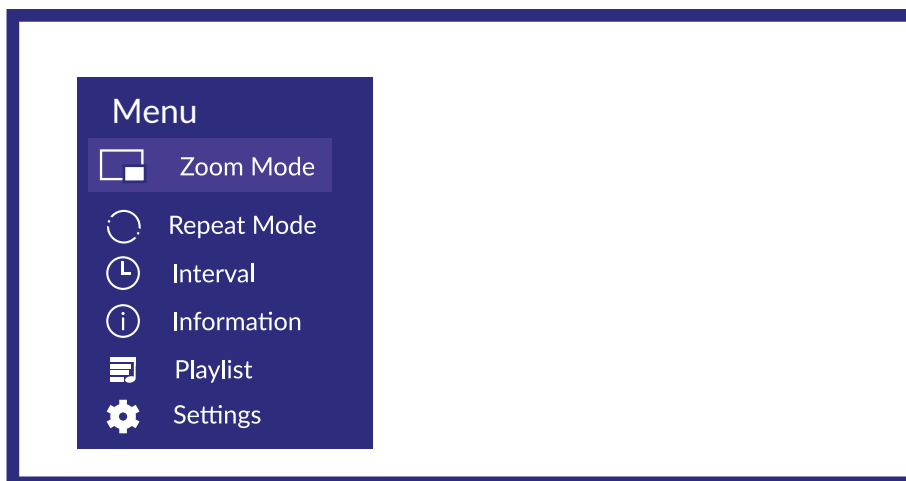 Menu
Zoom Mode
Repeat Mode
Interval
Information
Playlist
Settings